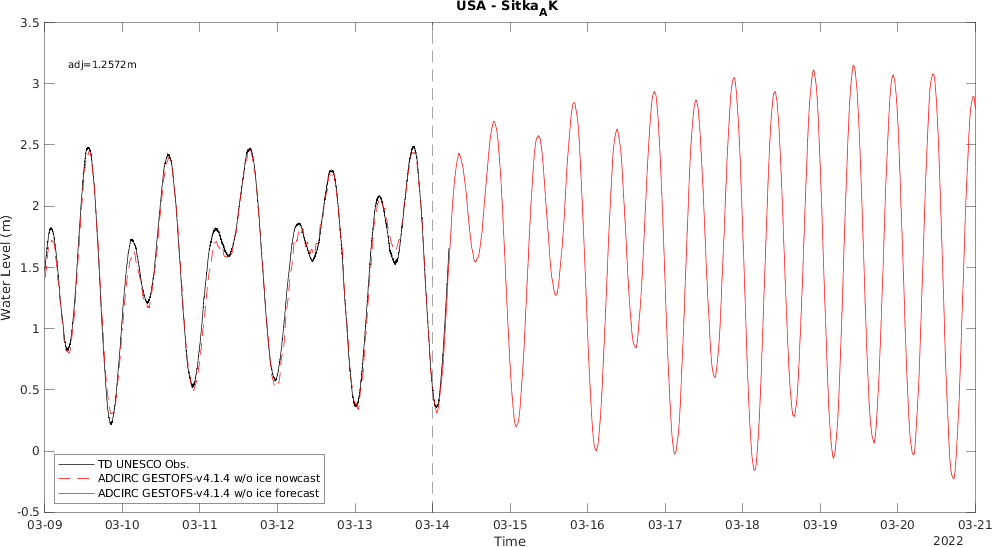 USA - Sitka_AK
adj=1.2572m
3.5
3
2.5
2
1.5
1
0.5
0
-0.5
Water Level (m)
TD UNESCO Obs.
ADCIRC GESTOFS-v4.1.4 w/o ice nowcast
ADCIRC GESTOFS-v4.1.4 w/o ice forecast
03-09 03-10 03-11 03-12 03-13 03-14 03-15 03-16 03-17 03-18 03-19 03-20 03-21
Time
2022